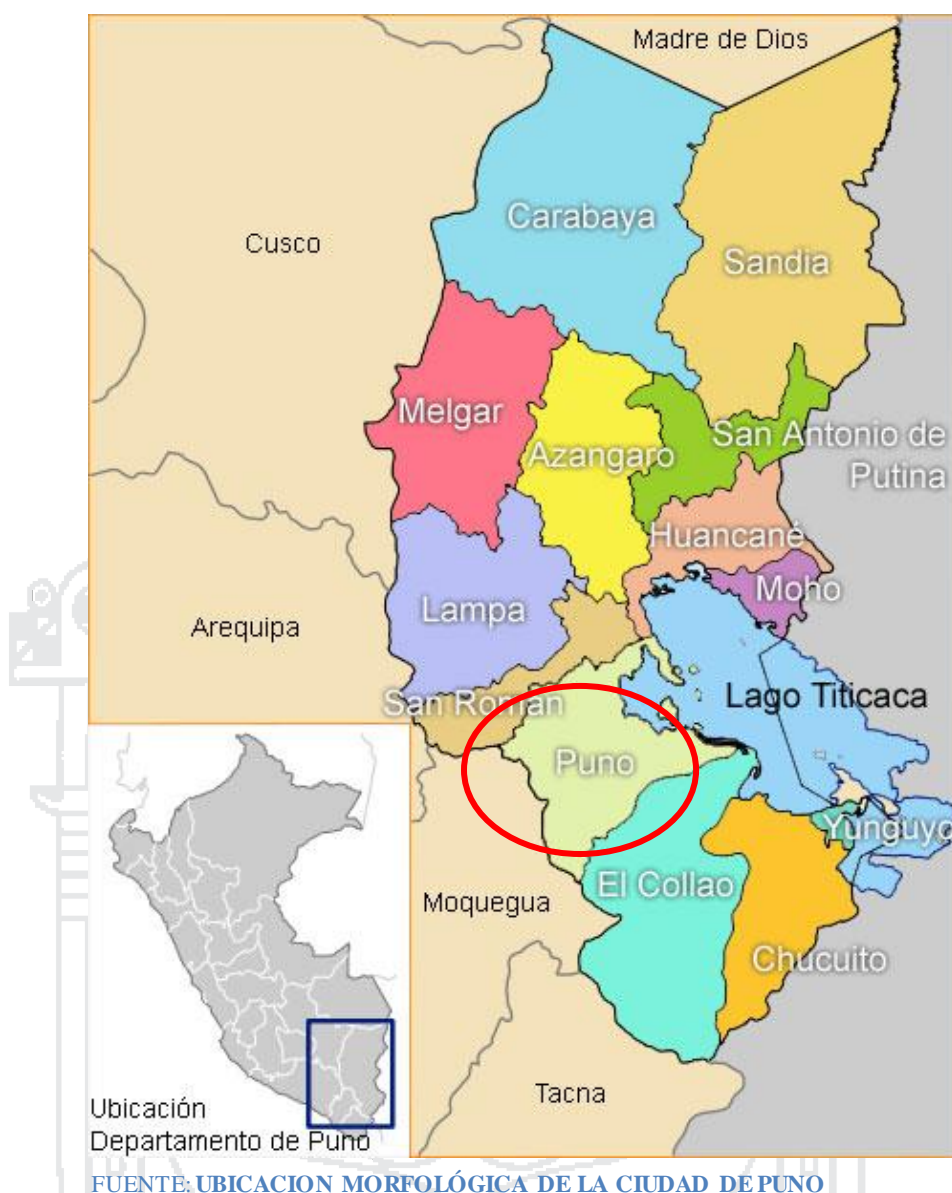 Madre de Dios
Carabaya
Cusco
Sandia
Melgar
Azangaro
San Antonio de
Putina
Huancané
Moho
Lampa
Arequipa
Lago Titicaca
San Roman
Puno
Yunguyo
El Collao
Moquegua
Chucuito
Tacna
Ubicación
Departamento de Puno
FUENTE: UBICACION MORFOLÓGICA DE LA CIUDAD DE PUNO